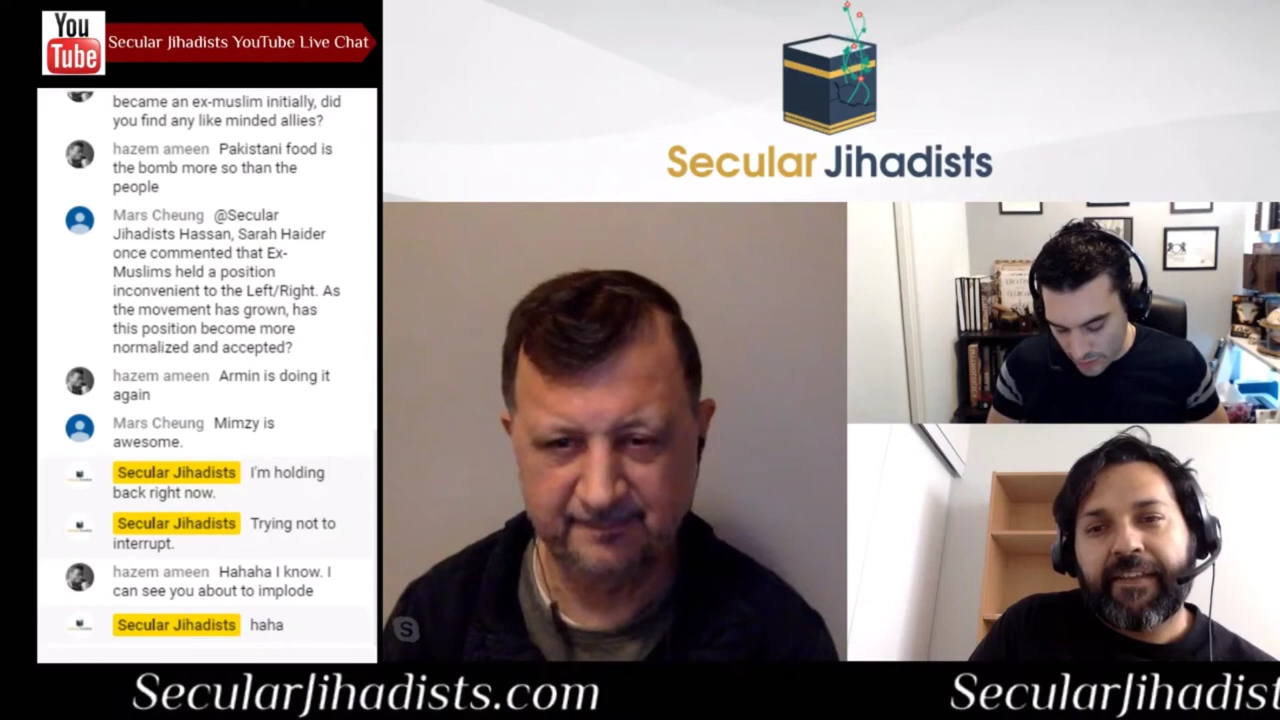 You
Tube
Secular Jihadists YouTube Live Chat
became an ex-muslim initially, did
you find any like minded allies?
hazem ameen Pakistani food is
the bomb more so than the
people
Mars Cheung @Secular
Jihadists Hassan, Sarah Haider
once commented that Ex-
Muslims held a position
inconvenient to the Left/Right. As
the movement has grown, has
this position become more
normalized and accepted?
hazem ameen Armin is doing it
again
Mars Cheung Mimzy is
awesome.
Secular Jihadists I'm holding
back right now.
Secular Jihadists Trying not to
interrupt.
hazem ameen Hahaha I know. I
can see you about to implode
Secular Jihadists haha
Secular Jihadists
S
SecularJihadists.com
SecularJihadist